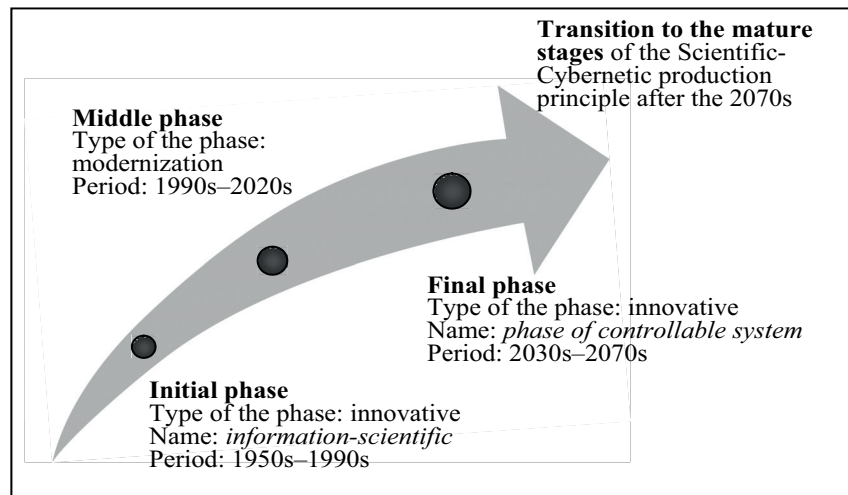 Transition to the mature
stages of the Scientific-
Cybernetic production
principle after the 2070s
Middle phase
Type of the phase:
modernization
Period: 1990s–2020s
Final phase
Type of the phase: innovative
Name: phase of controllable system
Period: 2030s–2070s
Initial phase
Type of the phase: innovative
Name: information-scientific
Period: 1950s–1990s